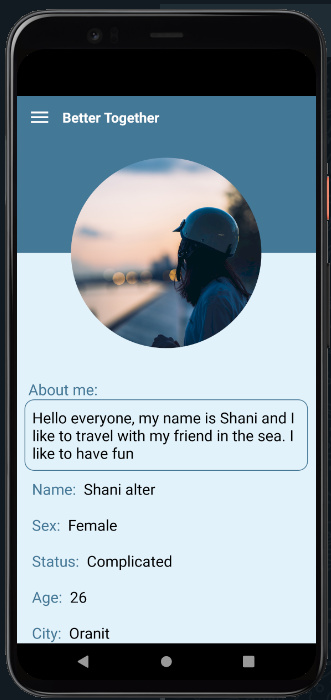 Better Together
About me:
Hello everyone, my name is Shani and I
like to travel with my friend in the sea. I
like to have fun
Name: Shani alter
Sex: Female
Status: Complicated
Age: 26
City: Oranit